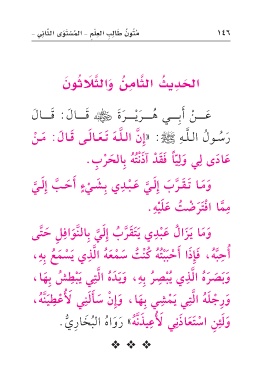 ١٤٦ مُتُونُ طَالِبِ العِلْمِ - المُسْتَوَى الثَّانِي -
الحَدِيثُ الثَّامِنُ وَالثَّلَاثُونَ
عَنْ أَبِي هُرَيْرَةَ ﷺ قَالَ: قَالَ
رَسُولُ اللَّهِ ﷺ: «إِنَّ اللَّهَ تَعَالَى قَالَ: مَنْ
عَادَى لِي وَلِيّاً فَقَدْ آذَنْتُهُ بِالحَرْبِ.
وَمَا تَقَرَّبَ إِلَيَّ عَبْدِي بِشَيْءٍ أَحَبَّ إِلَيَّ
مِمَّا افْتَرَضْتُ عَلَيْهِ.
وَمَا يَزَالُ عَبْدِي يَتَقَرَّبُ إِلَيَّ بِالنَّوَافِلِ حَتَّى
أُحِبَّهُ، فَإِذَا أَحْبَبْتُهُ كُنْتُ سَمْعَهُ الَّذِي يَسْمَعُ بِهِ،
وَبَصَرَهُ الَّذِي يُبْصِرُ بِهِ، وَيَدَهُ الَّتِي يَبْطِشُ بِهَا،
وَرِجْلَهُ الَّتِي يَمْشِي بِهَا، وَإِنْ سَأَلَنِي لَأُعْطِيَنَّهُ،
وَلَئِنِ اسْتَعَاذَنِي لَأُعِيذَنَّهُ» رَوَاهُ البُخَارِيُّ.